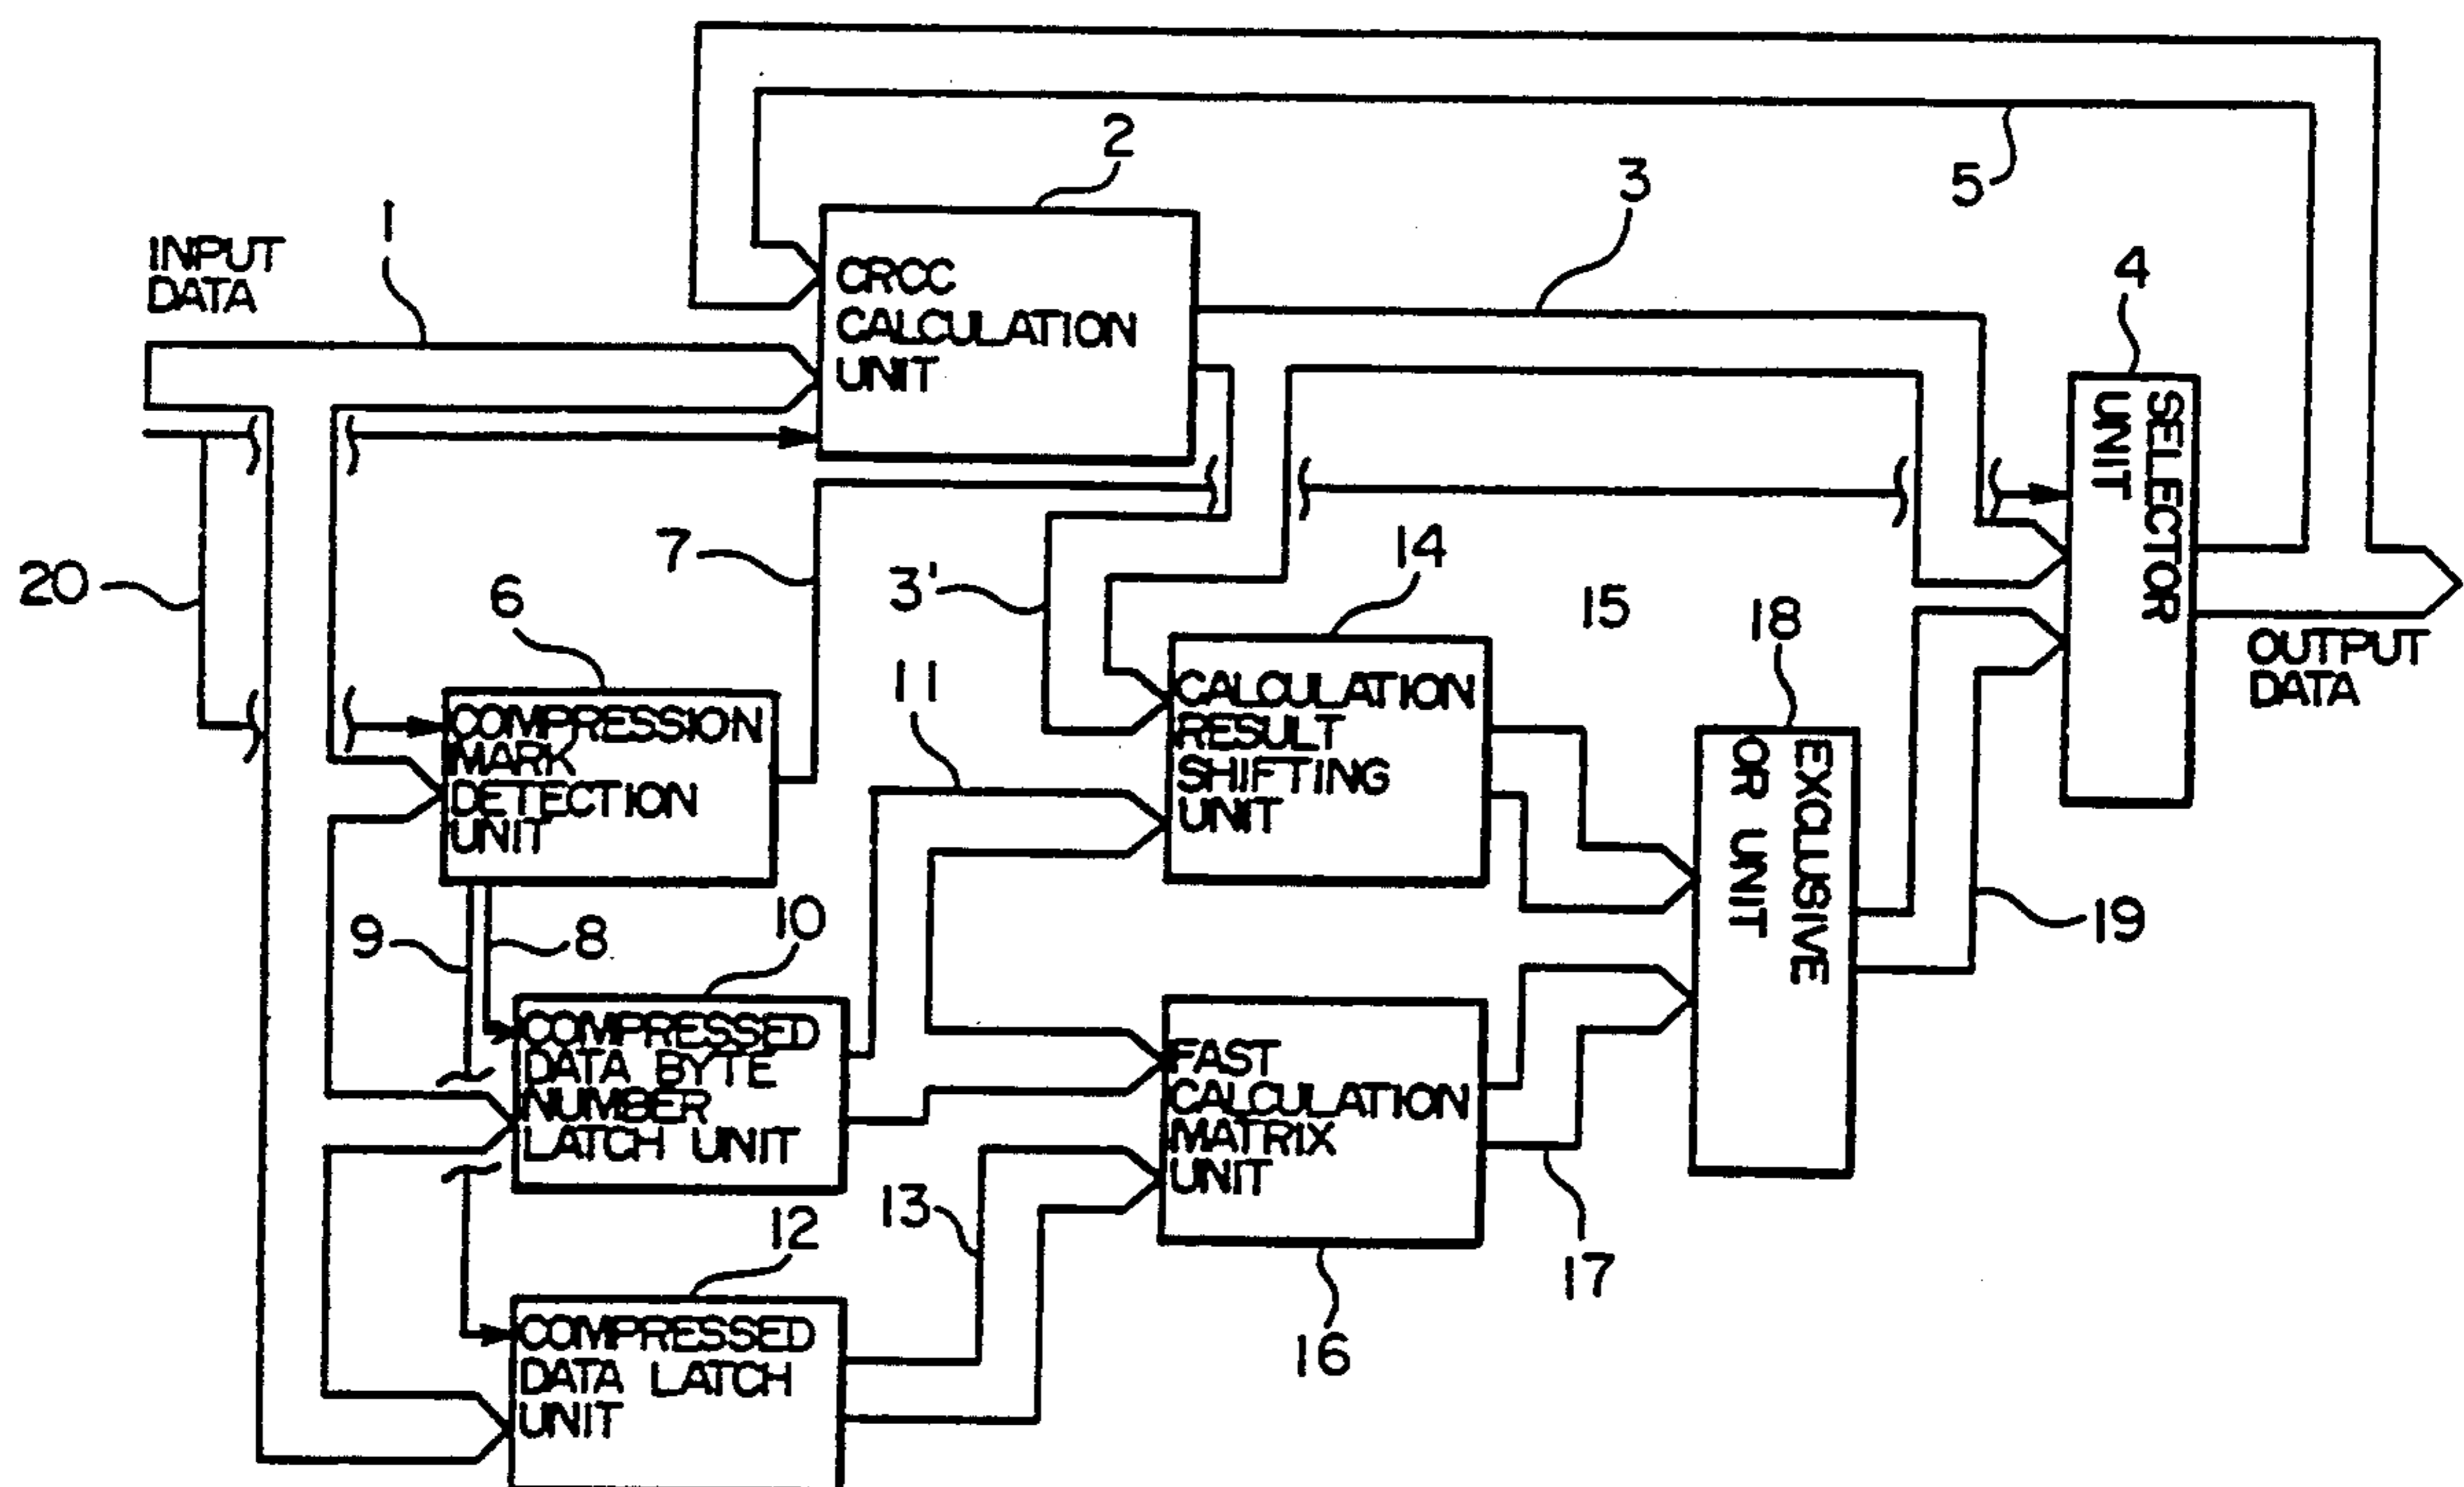 2
3
5
1
INPUT
DATA
4
CRCC
CALCULATION
UNIT
SELECTOR
UNIT
7
3'
14
15
18
20
6
11
OUTPUT
DATA
COMPRESSION
MARK
DETECTION
UNIT
CALCULATION
RESULT
SHIFTING
UNIT
EXCLUSIVE
OR UNIT
9
8
10
19
COMPRESSED
DATA BYTE
NUMBER
LATCH UNIT
FAST
CALCULATION
MATRIX
UNIT
13
12
17
16
COMPRESSED
DATA LATCH
UNIT